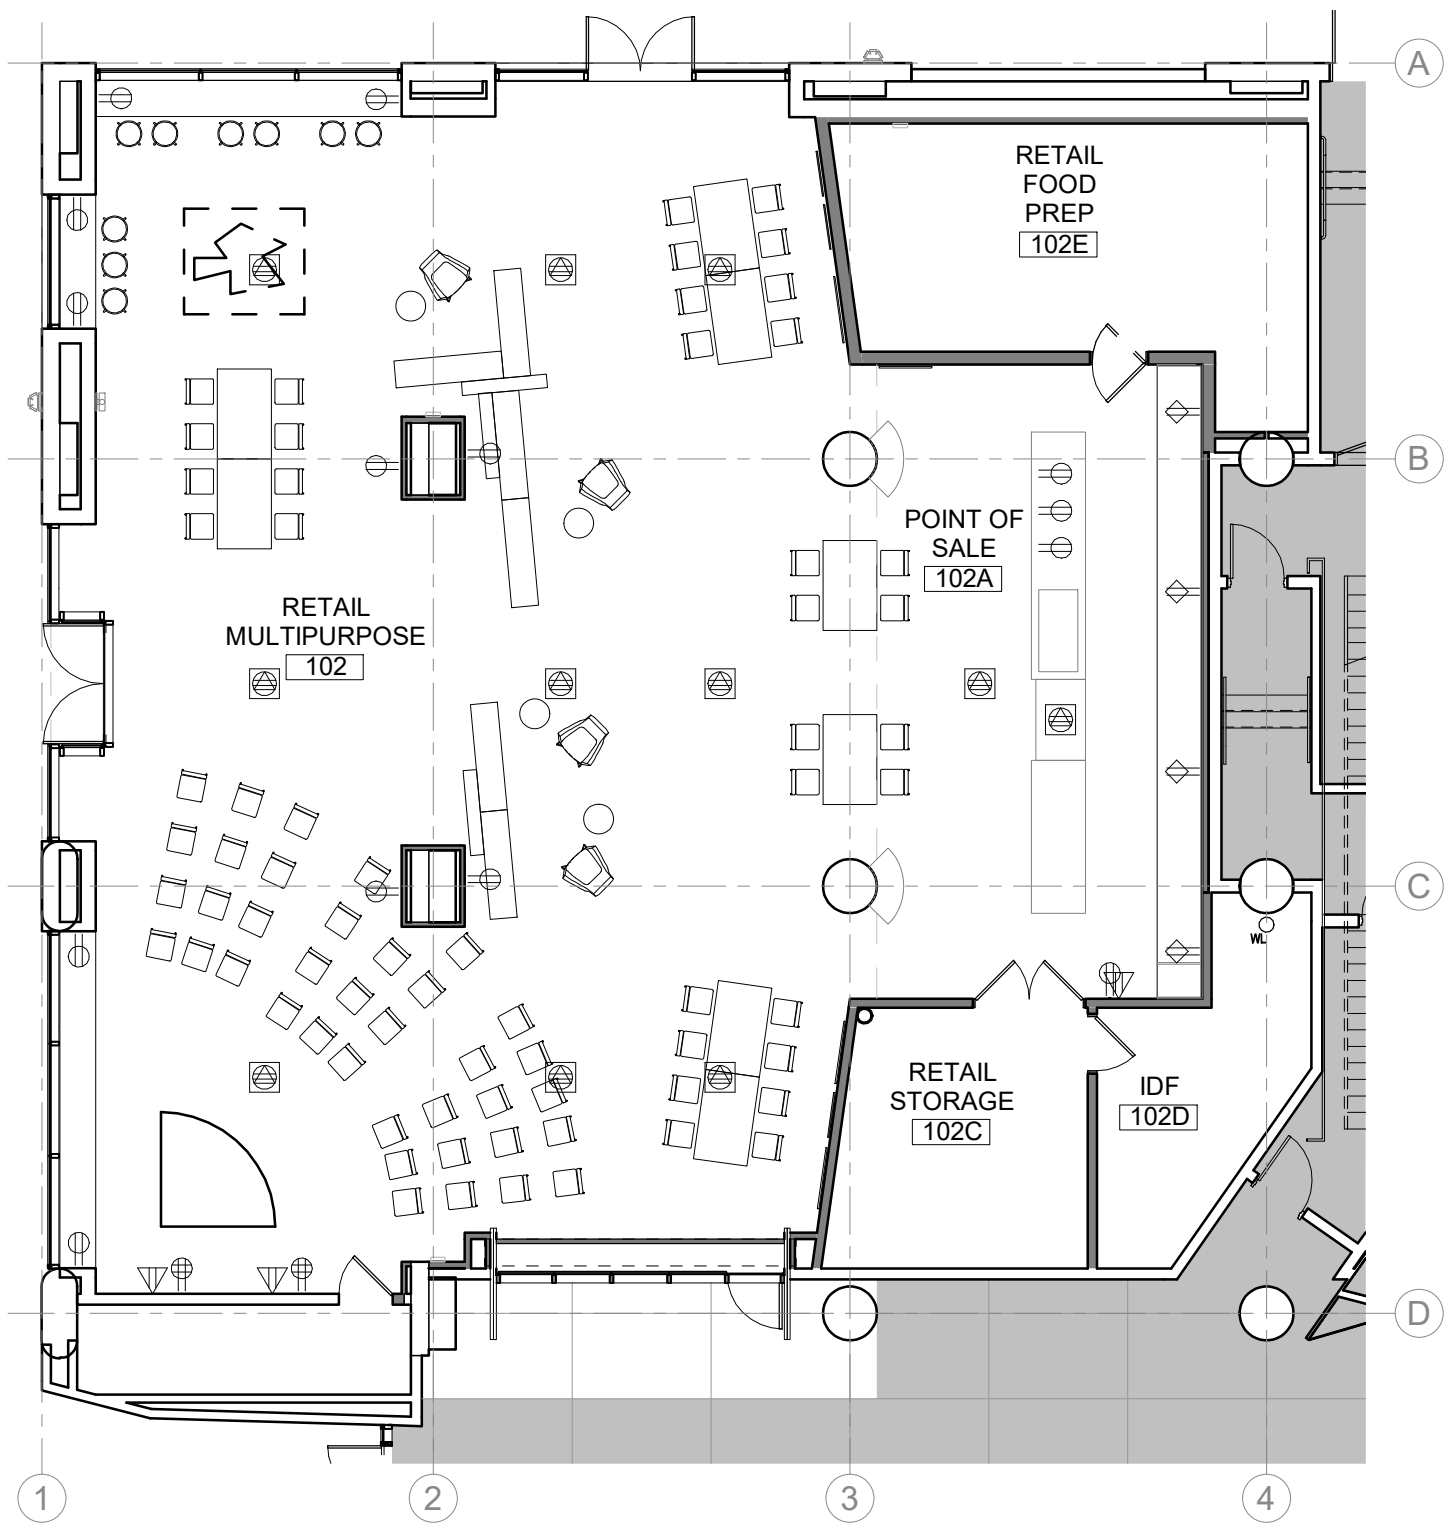 A
RETAIL
FOOD
PREP
102E
B
POINT OF
SALE
102A
RETAIL
MULTIPURPOSE
102
C
WL
RETAIL
STORAGE
102C
IDF
102D
D
1
2
3
4